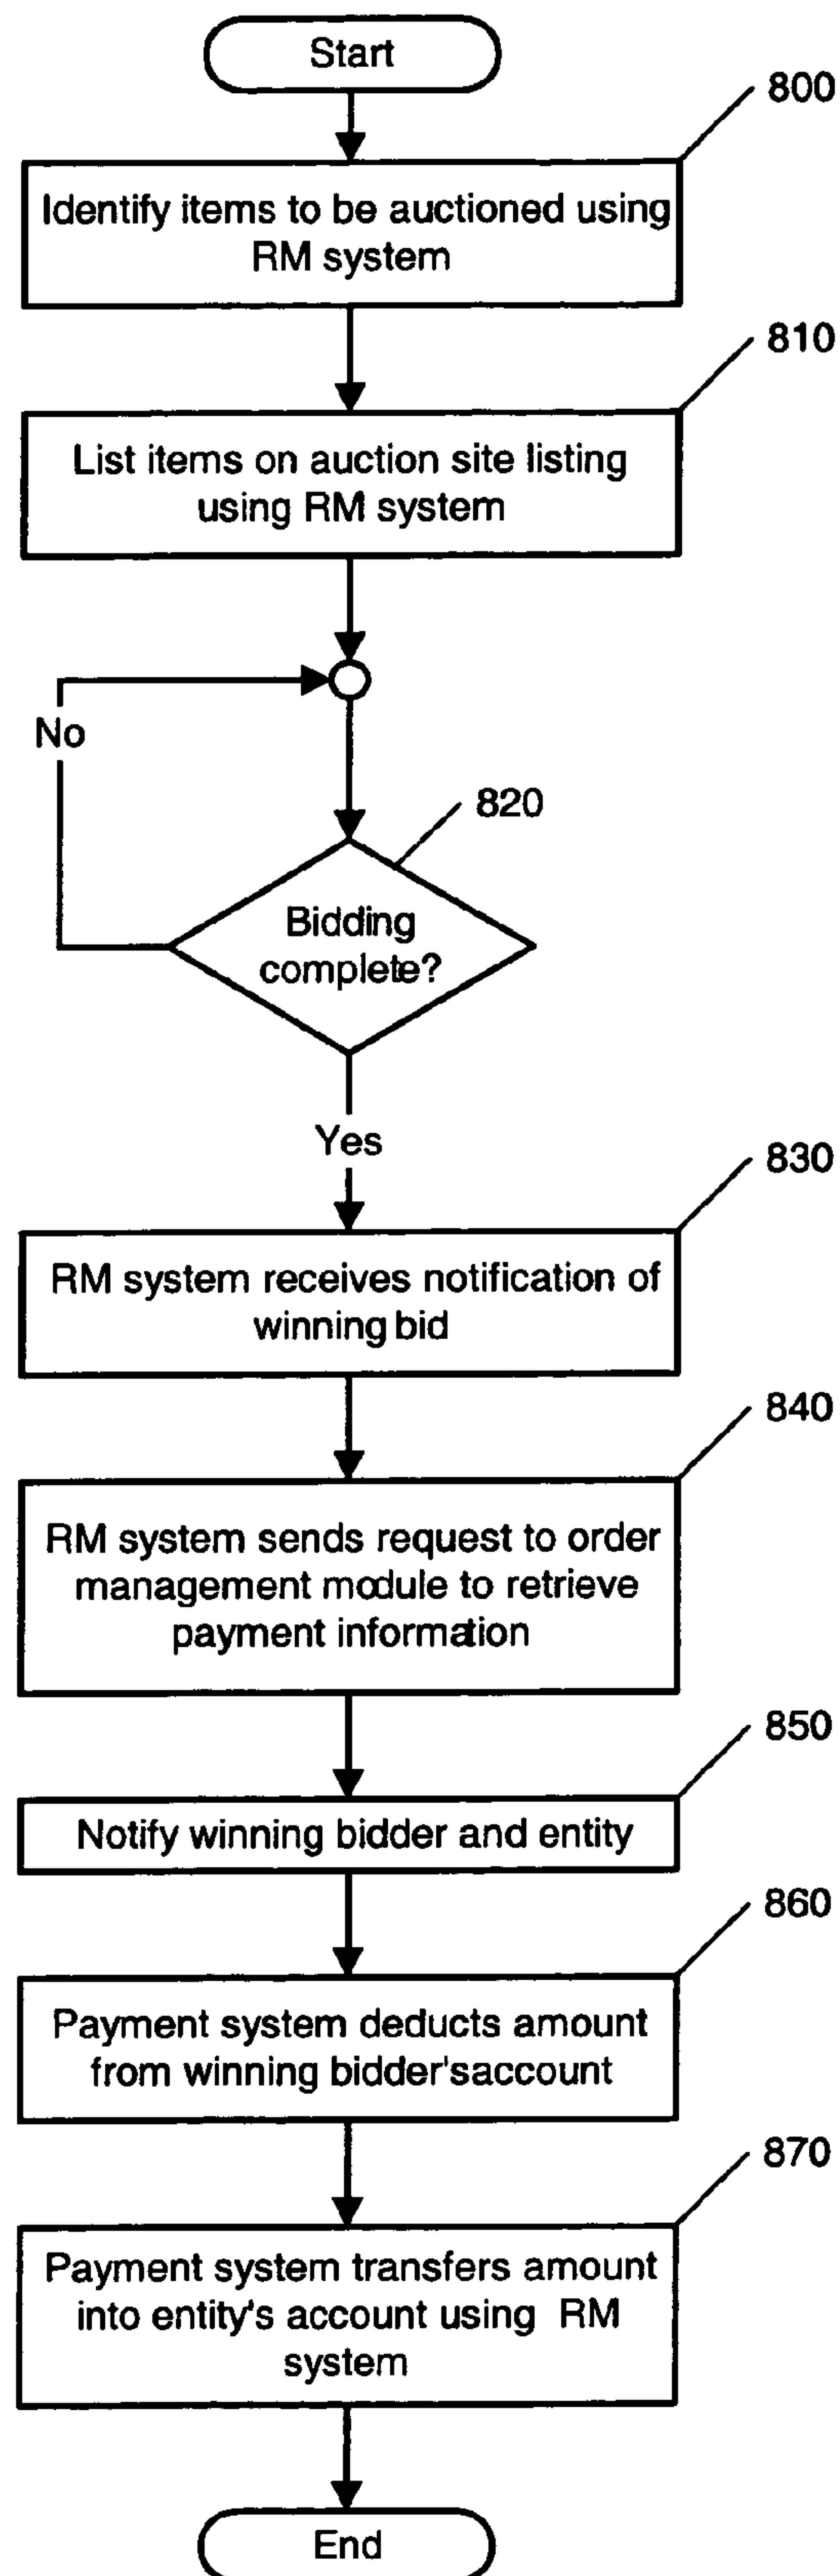 Start
800
Identify items to be auctioned using
RM system
810
List items on auction site listing
using RM system
No
820
Bidding
complete?
Yes
830
RM system receives notification of
winning bid
840
RM system sends request to order
management module to retrieve
payment information
850
Notify winning bidder and entity
860
Payment system deducts amount
from winning bidder'saccount
870
Payment system transfers amount
into entity's account using RM
system
End